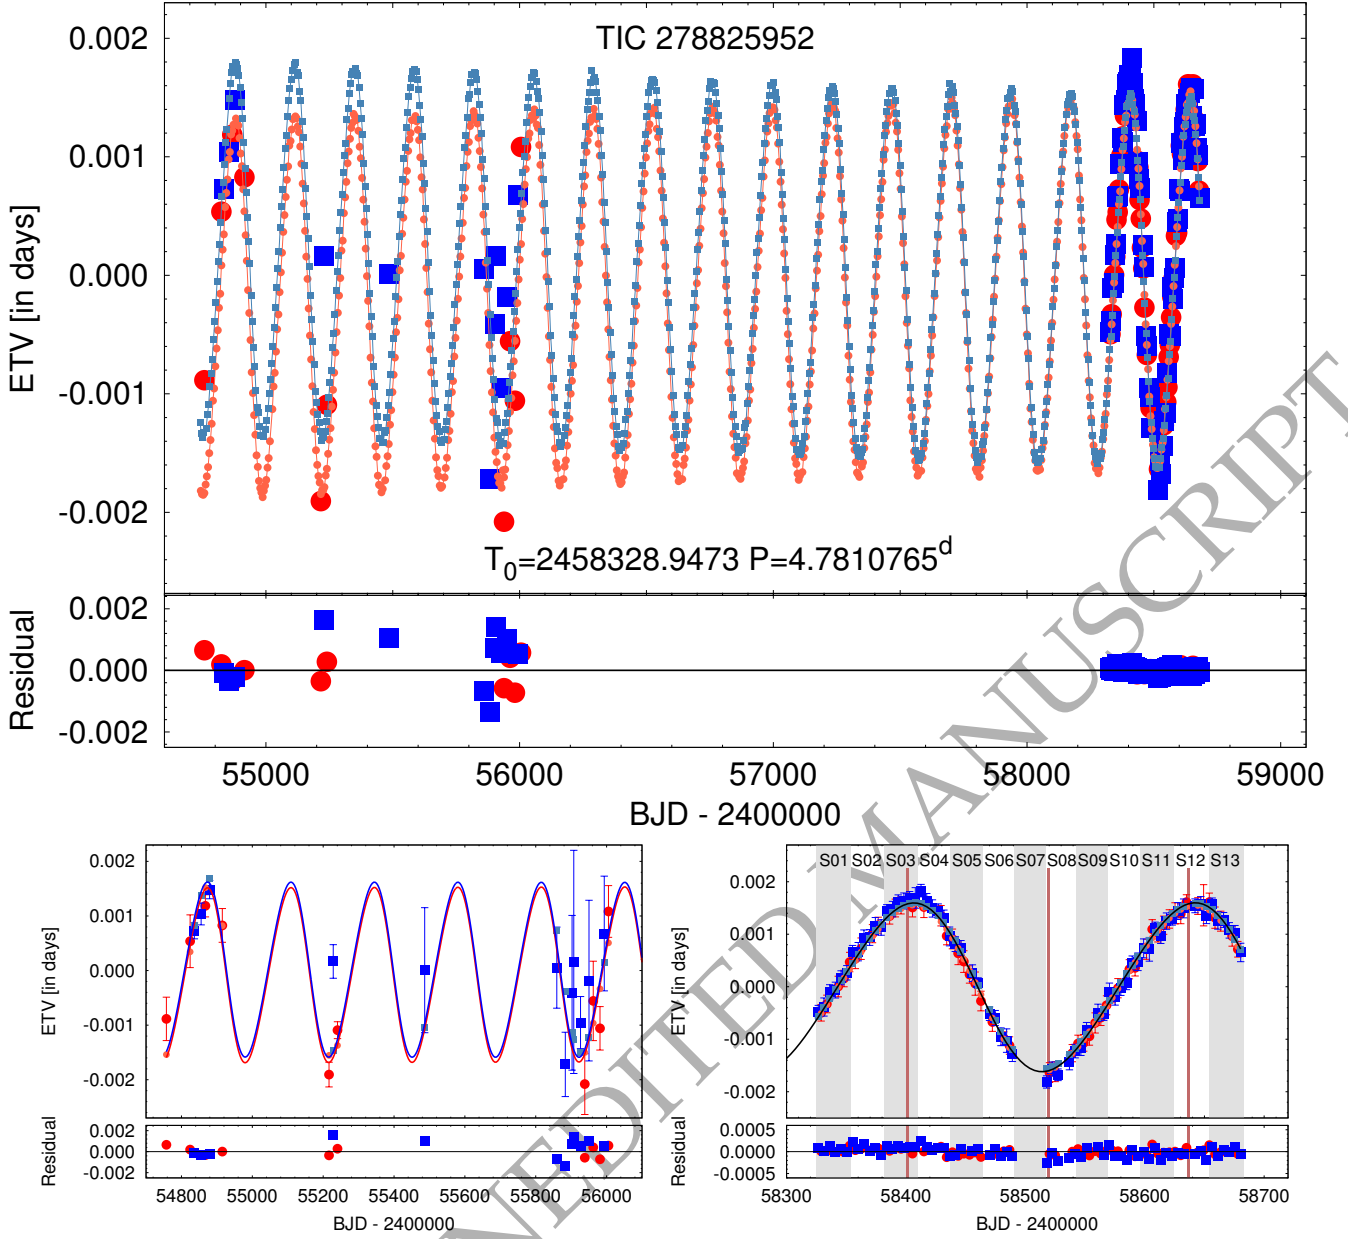 TIC 278825952
0.002
0.001
0.000
-0.001
-0.002
ETV [in days]
T0=2458328.9473 P=4.7810765d
0.002
0.000
-0.002
Residual
55000 56000 57000 58000 59000
BJD - 2400000
0.002
0.001
0.000
-0.001
-0.002
ETV [in days]
0.002
0.000
-0.002
Residual
54800 55000 55200 55400 55600 55800 56000
BJD - 2400000
S01 S02 S03 S04 S05 S06 S07 S08 S09 S10 S11 S12 S13
0.002
0.001
0.000
-0.001
-0.002
ETV [in days]
0.0005
0.0000
-0.0005
Residual
58300 58400 58500 58600 58700
BJD - 2400000
NEDITED MANUSCRIPT